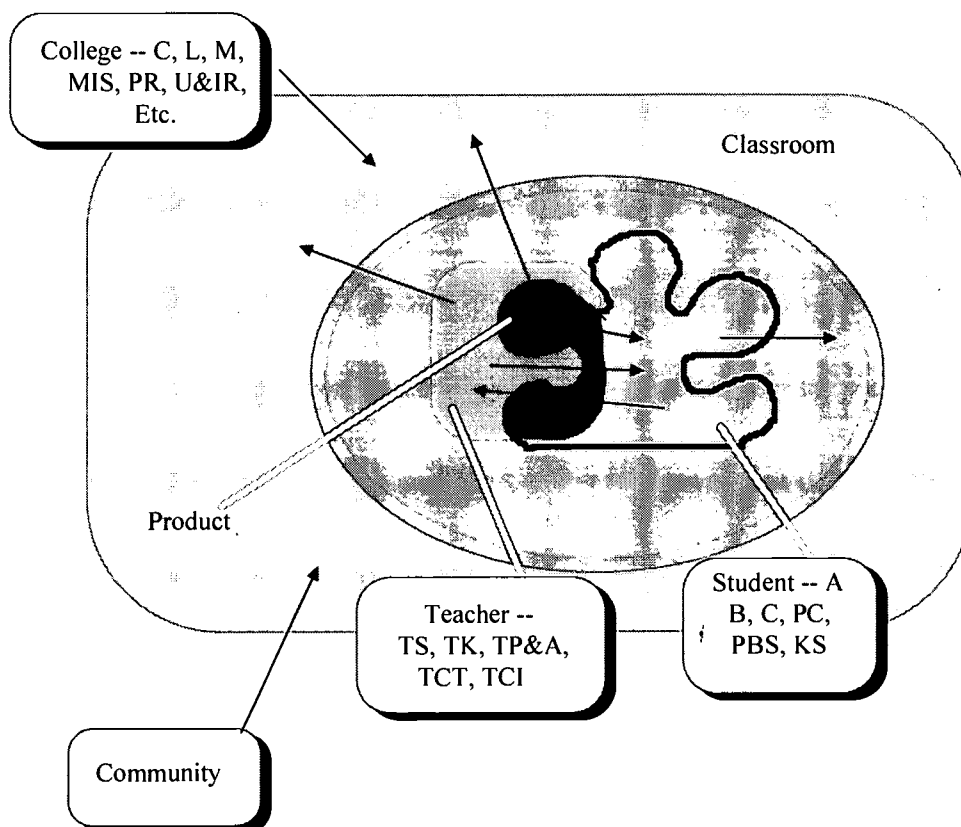 College -- C, L, M,
MIS, PR, U&IR,
Etc.
Classroom
Product
Teacher --
TS, TK, TP&A,
TCT, TCI
Student -- A
B, C, PC,
PBS, KS
Community